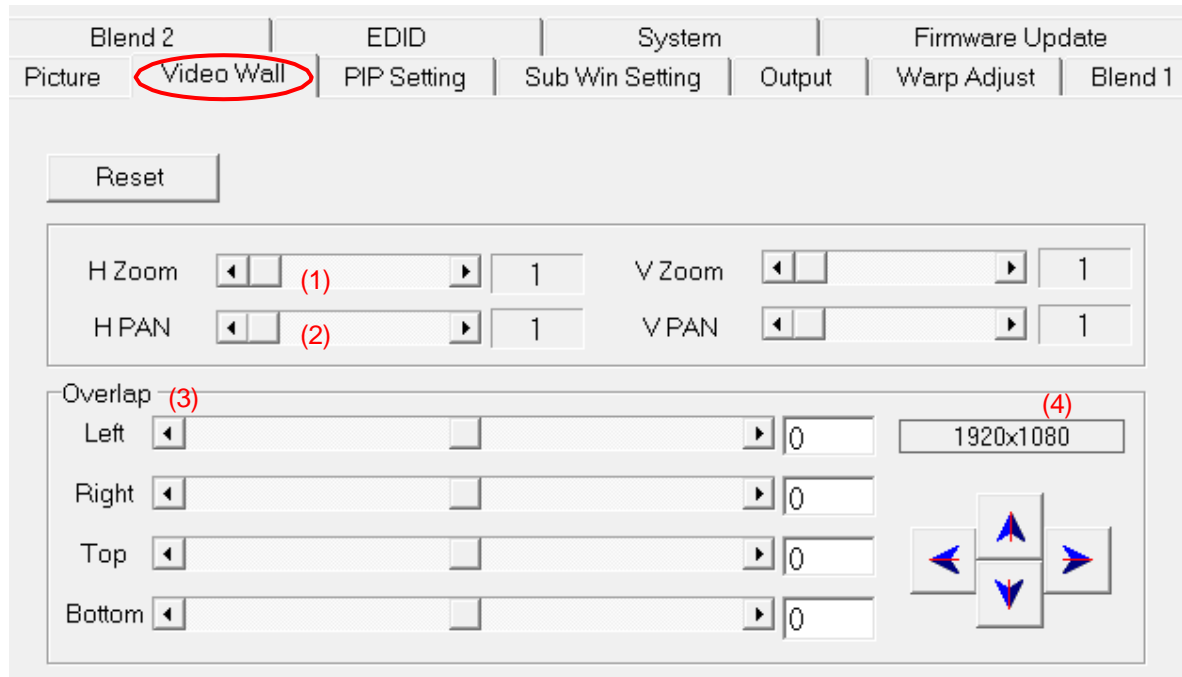 Blend 2 EDID System Firmware Update
Picture Video Wall PIP Setting Sub Win Setting Output Warp Adjust Blend 1
Reset
H Zoom (1) 1 V Zoom 1
H PAN (2) 1 V PAN 1
Overlap (3) (4)
Left 0 1920x1080
Right 0
Top 0
Bottom 0